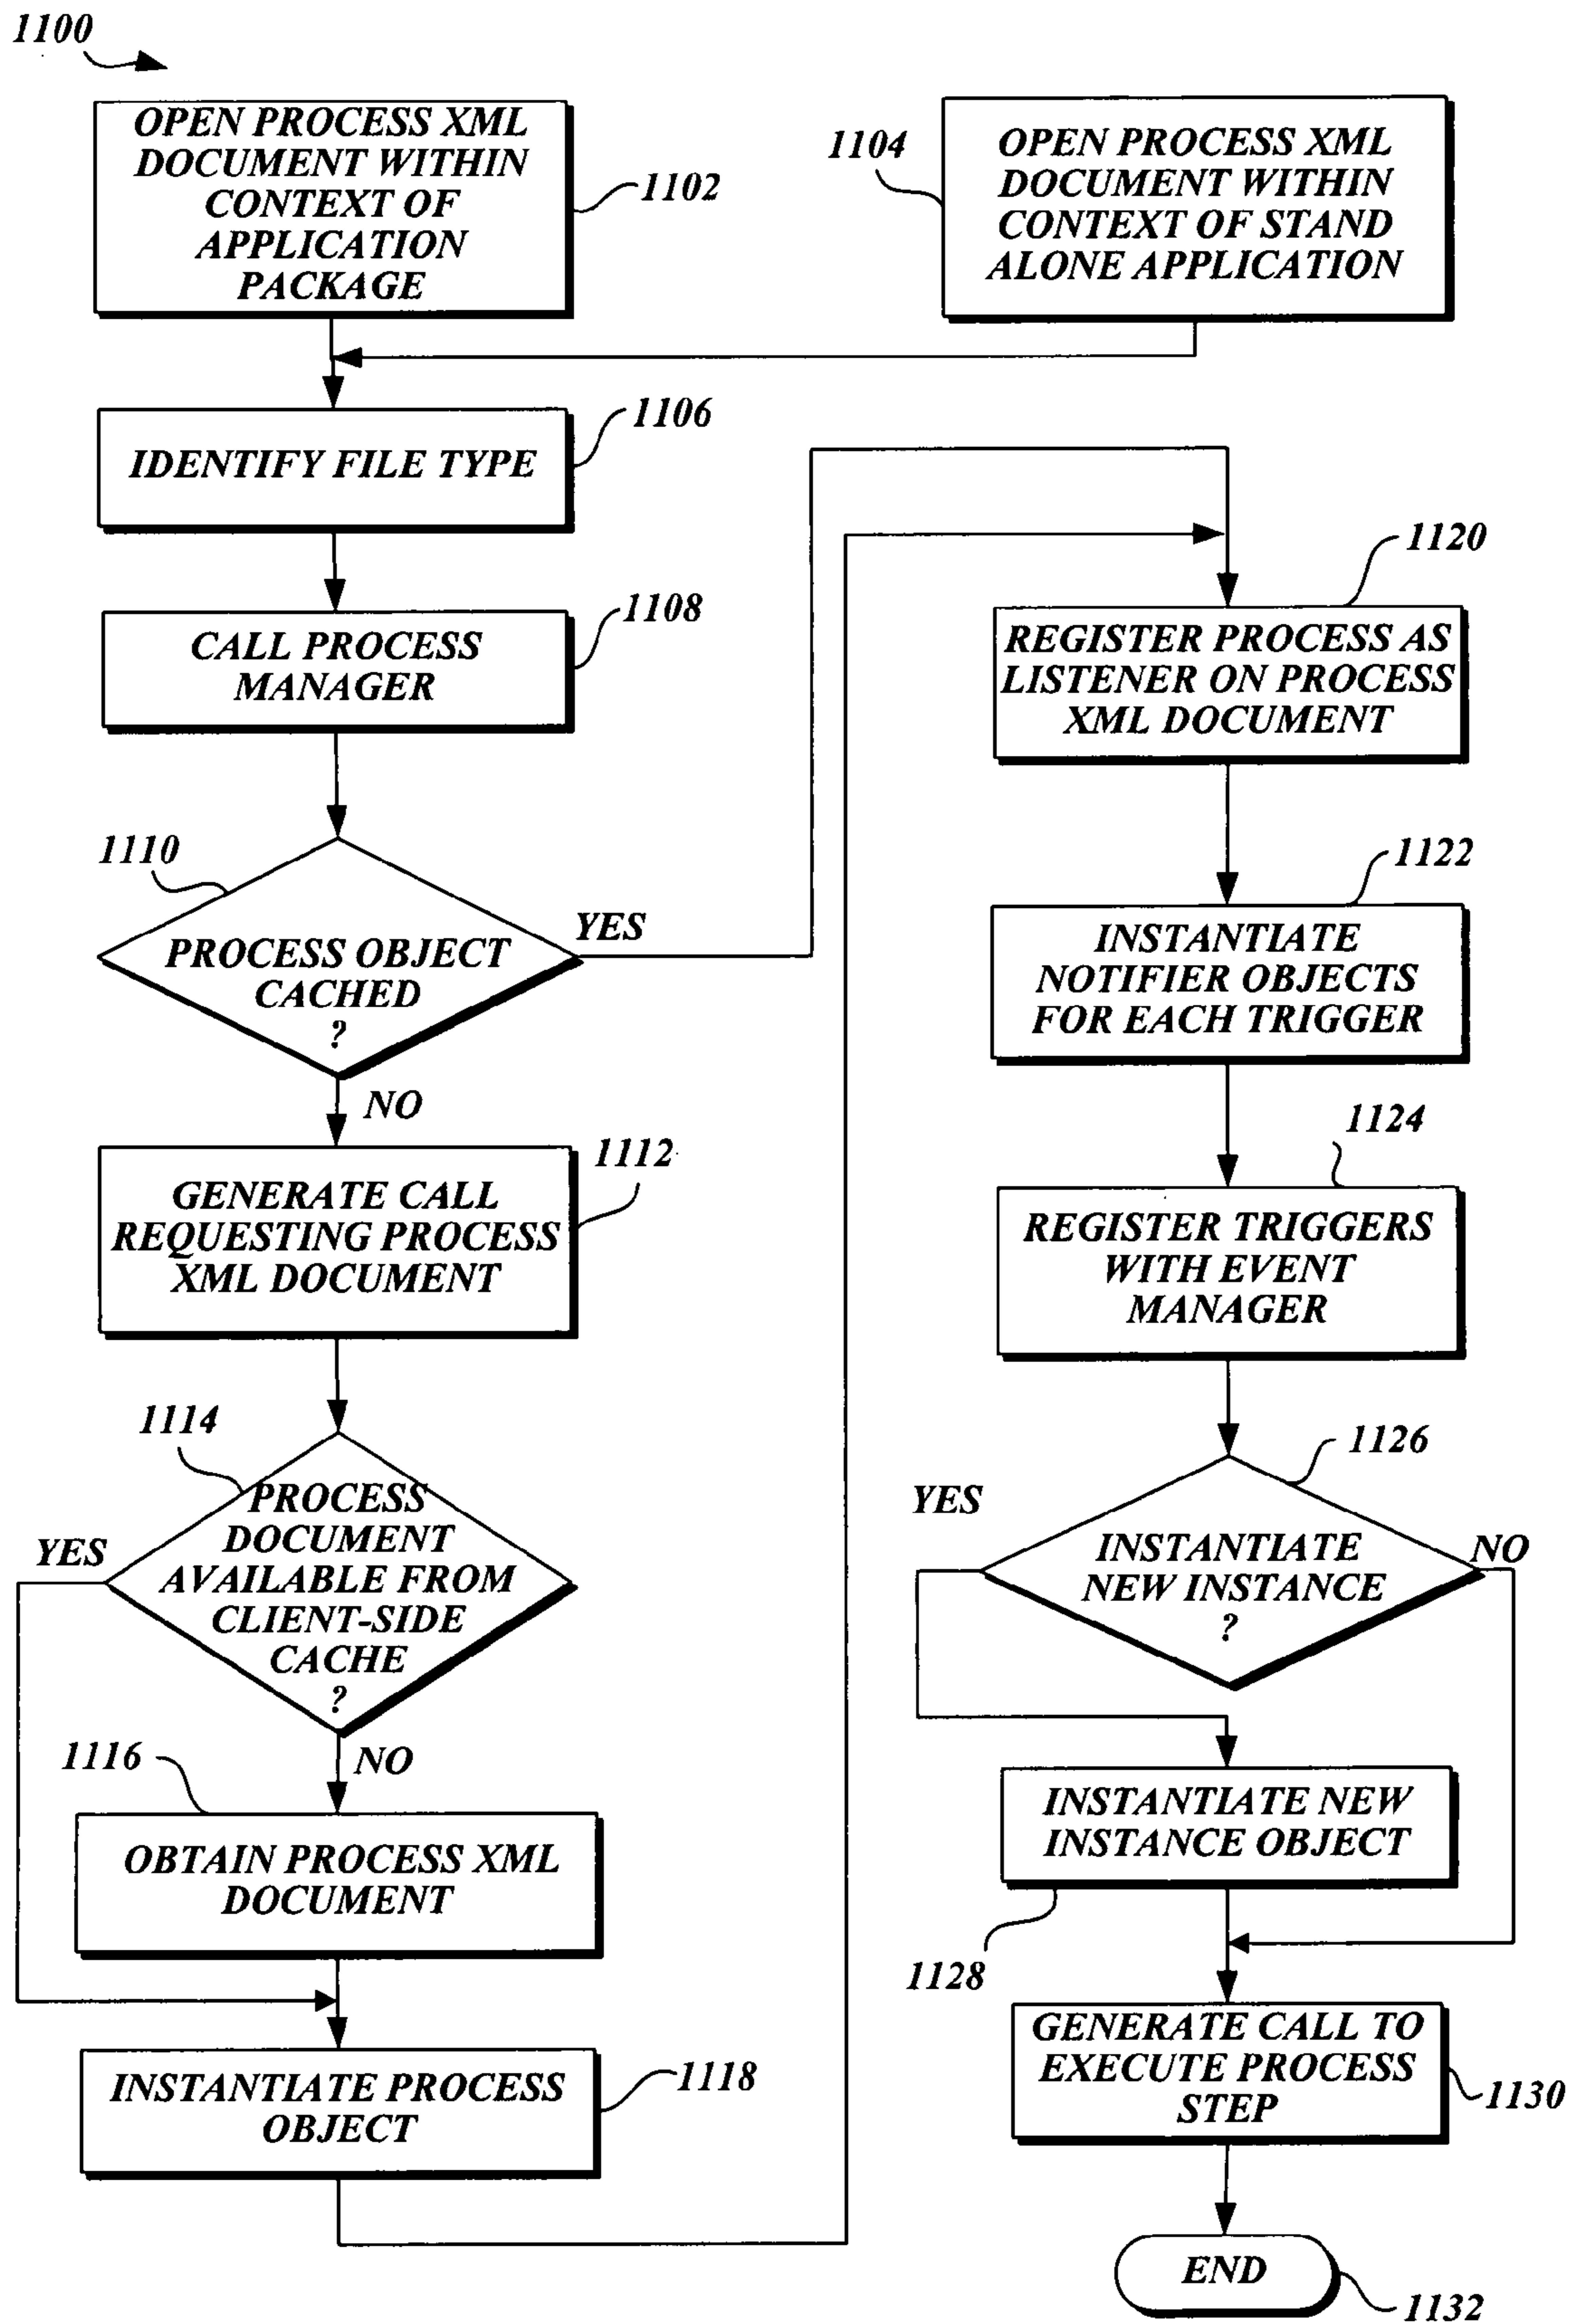 1100
OPEN PROCESS XML
DOCUMENT WITHIN
CONTEXT OF
APPLICATION
PACKAGE
1102
1104
OPEN PROCESS XML
DOCUMENT WITHIN
CONTEXT OF STAND
ALONE APPLICATION
IDENTIFY FILE TYPE
1106
CALL PROCESS
MANAGER
1108
1110
PROCESS OBJECT
CACHED
?
YES
NO
GENERATE CALL
REQUESTING PROCESS
XML DOCUMENT
1112
1114
PROCESS
DOCUMENT
AVAILABLE FROM
CLIENT-SIDE
CACHE
?
YES
NO
1116
OBTAIN PROCESS XML
DOCUMENT
INSTANTIATE PROCESS
OBJECT
1118
1120
REGISTER PROCESS AS
LISTENER ON PROCESS
XML DOCUMENT
1122
INSTANTIATE
NOTIFIER OBJECTS
FOR EACH TRIGGER
1124
REGISTER TRIGGERS
WITH EVENT
MANAGER
1126
YES
INSTANTIATE
NEW INSTANCE
?
NO
INSTANTIATE NEW
INSTANCE OBJECT
1128
GENERATE CALL TO
EXECUTE PROCESS
STEP
1130
END
1132